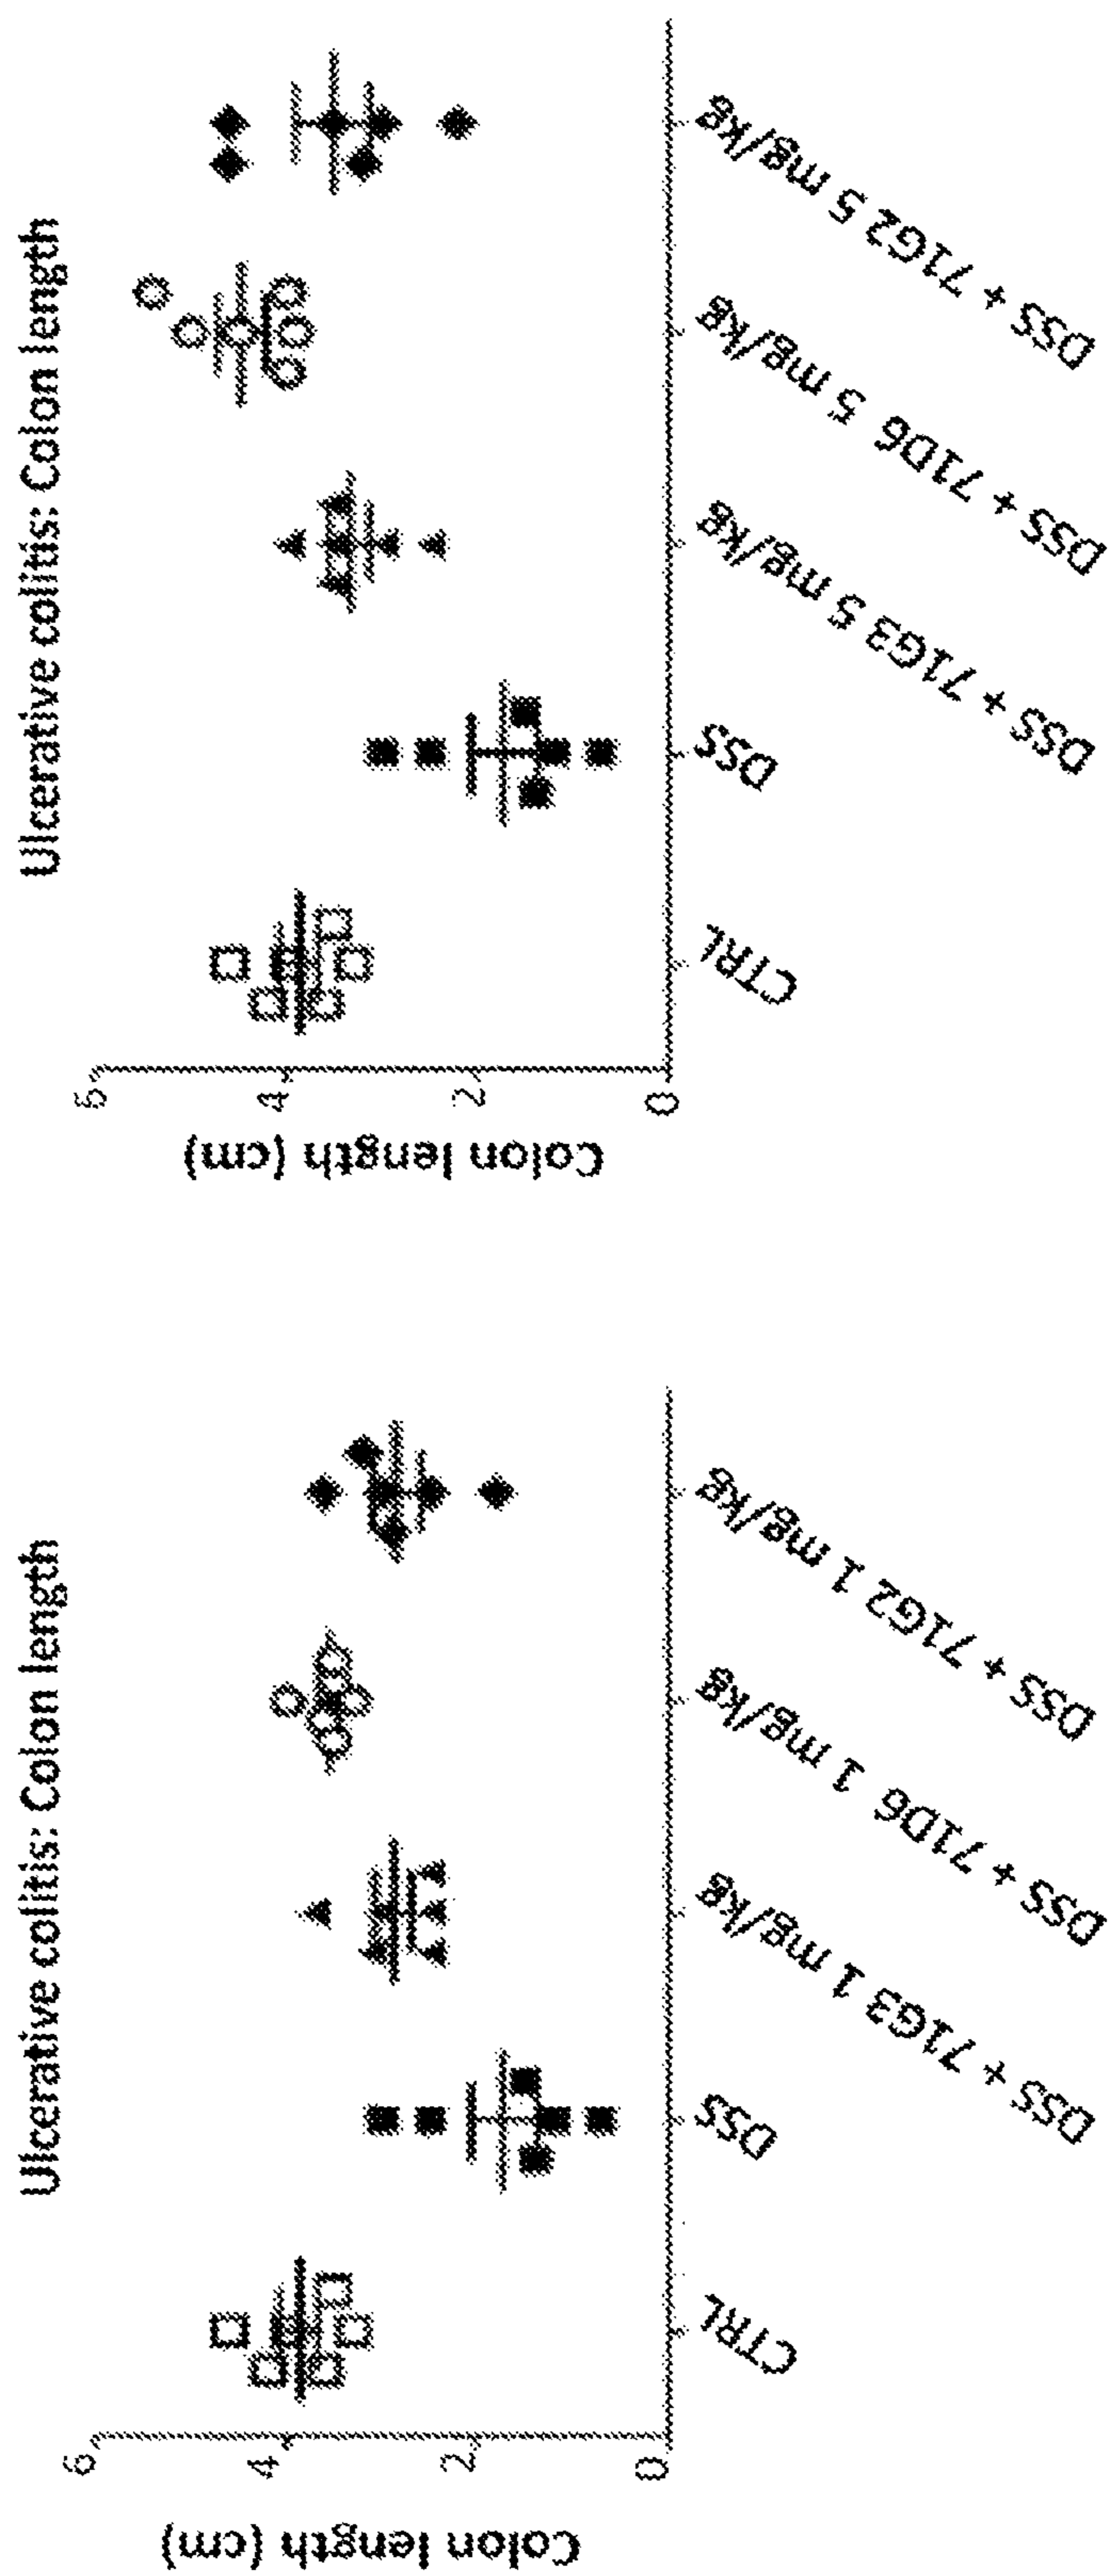 Ulcerative colitis: Colon length
Colon length (cm)
6
4
2
0
CTRL
DSS
DSS + 71G3 1 mg/kg
DSS + 71D6 1 mg/kg
DSS + 71G2 1 mg/kg
Ulcerative colitis: Colon length
Colon length (cm)
6
4
2
0
CTRL
DSS
DSS + 71G3 5 mg/kg
DSS + 71D6 5 mg/kg
DSS + 71G2 5 mg/kg